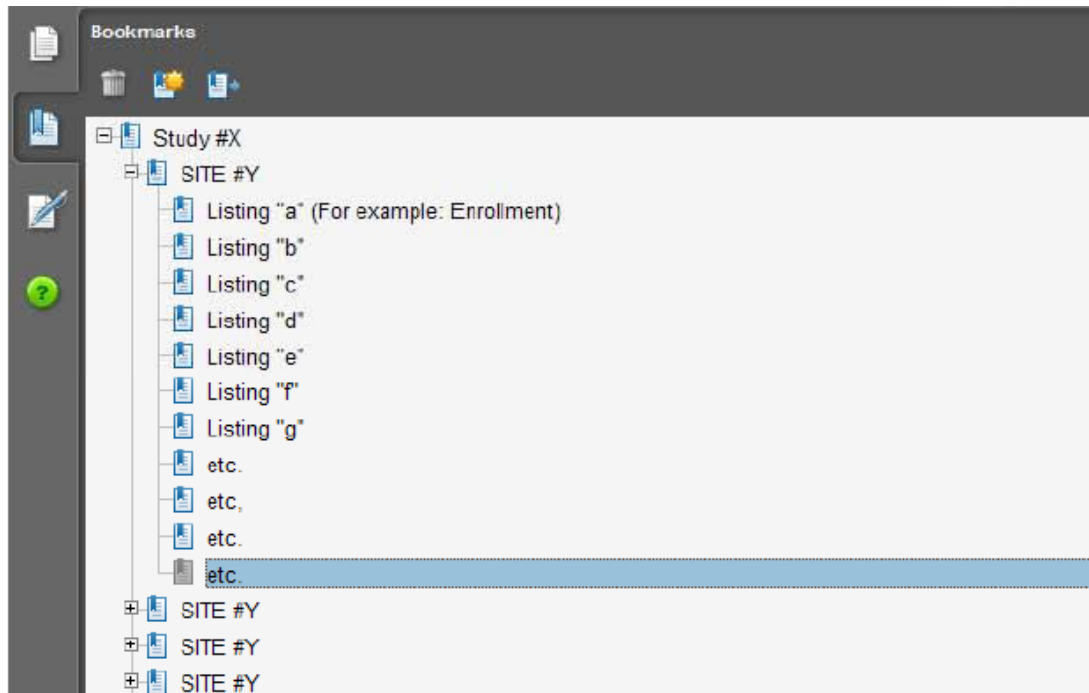 Bookmarks
Study #X
SITE #Y
Listing "a" (For example: Enrollment)
Listing "b"
Listing "c"
Listing "d"
Listing "e"
Listing "f"
Listing "g"
etc.
etc,
etc.
etc.
SITE #Y
SITE #Y
SITE #Y
?